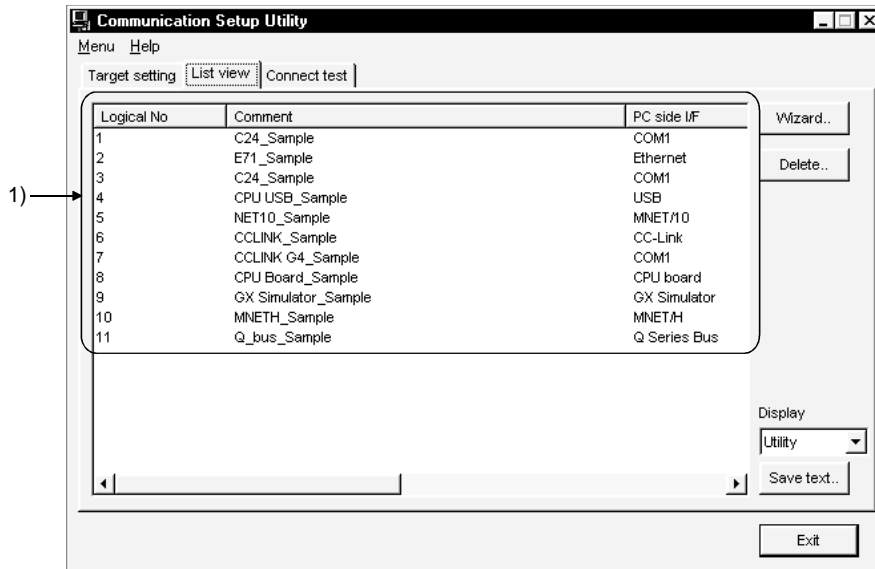 Communication Setup Utility
Menu Help
Target setting List view Connect test
Logical No Comment PC side I/F Wizard..
1 C24_Sample COM1
2 E71_Sample Ethernet Delete..
3 C24_Sample COM1
1) 4 CPU USB_Sample USB
5 NET10_Sample MNET/10
6 CCLINK_Sample CC-Link
7 CCLINK G4_Sample COM1
8 CPU Board_Sample CPU board
9 GX Simulator_Sample GX Simulator
10 MNETH_Sample MNET/H
11 Q_bus_Sample Q Series Bus
Display
Utility
Save text..
Exit